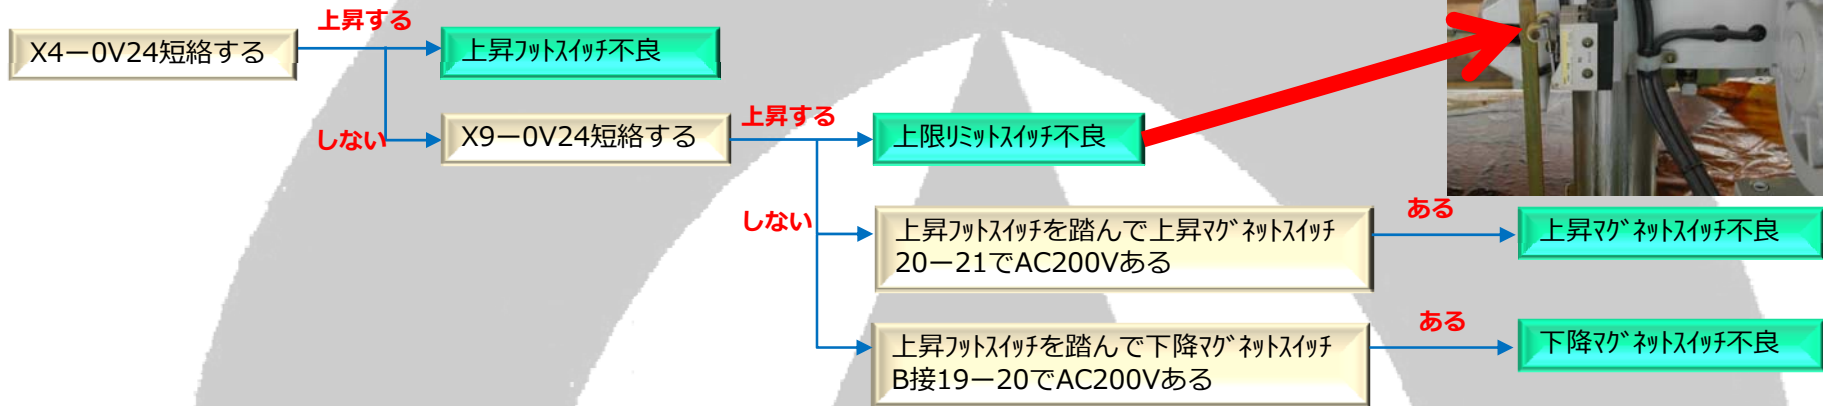 上昇する
X4ー0V24短絡する
上昇ﾌｯﾄｽｲｯﾁ不良
しない
X9ー0V24短絡する
上昇する
上限ﾘﾐｯﾄｽｲｯﾁ不良
しない
上昇ﾌｯﾄｽｲｯﾁを踏んで上昇ﾏｸﾞﾈｯﾄｽｲｯﾁ
20ー21でAC200Vある
ある
上昇ﾏｸﾞﾈｯﾄｽｲｯﾁ不良
上昇ﾌｯﾄｽｲｯﾁを踏んで下降ﾏｸﾞﾈｯﾄｽｲｯﾁ
B接19ー20でAC200Vある
ある
下降ﾏｸﾞﾈｯﾄｽｲｯﾁ不良